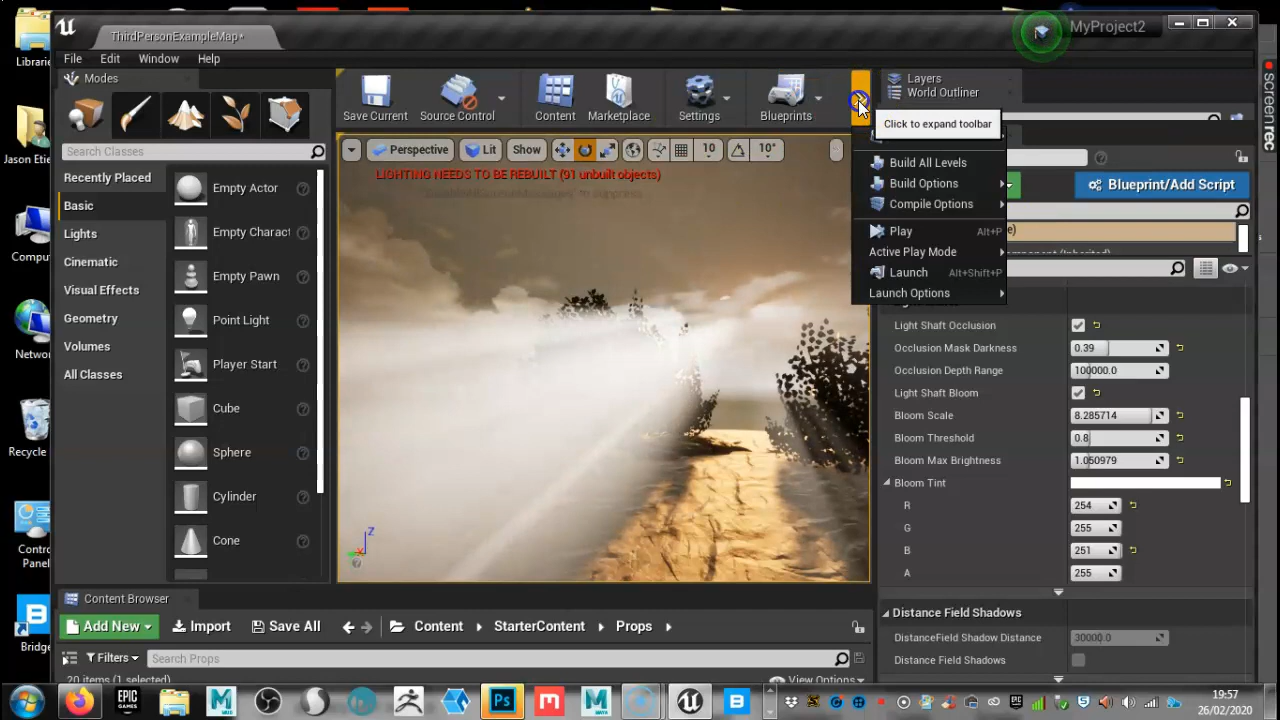 Libraries
ThirdPersonExampleMap*
MyProject2
File Edit Window Help
Jason Etie
Comput
Netwo
Recycle
Contro
Panel
Bridge
Modes
Search Classes
Recently Placed
Basic
Lights
Cinematic
Visual Effects
Geometry
Volumes
All Classes
Empty Actor
Empty Charact
Empty Pawn
Point Light
Player Start
Cube
Sphere
Cylinder
Cone
Save Current
Source Control
Content
Marketplace
Settings
Blueprints
Perspective
Lit
Show
10
10°
LIGHTING NEEDS TO BE REBUILT (91 unbuilt objects)
Z
Click to expand toolbar
Build All Levels
Build Options
Compile Options
Play Alt+P
Active Play Mode
Launch Alt+Shift+P
Launch Options
Layers
World Outliner
Blueprint/Add Script
Light Shaft Occlusion
Occlusion Mask Darkness 0.39
Occlusion Depth Range 100000.0
Light Shaft Bloom
Bloom Scale 8.285714
Bloom Threshold 0.8
Bloom Max Brightness 1.050979
Bloom Tint
R 254
G 255
B 251
A 255
Distance Field Shadows
DistanceField Shadow Distance 30000.0
Distance Field Shadows
Content Browser
Add New Import Save All Content StarterContent Props
Filters Search Props
20 items (1 selected)
View Options
screenrec
EPIC GAMES
Ps
19:57
26/02/2020